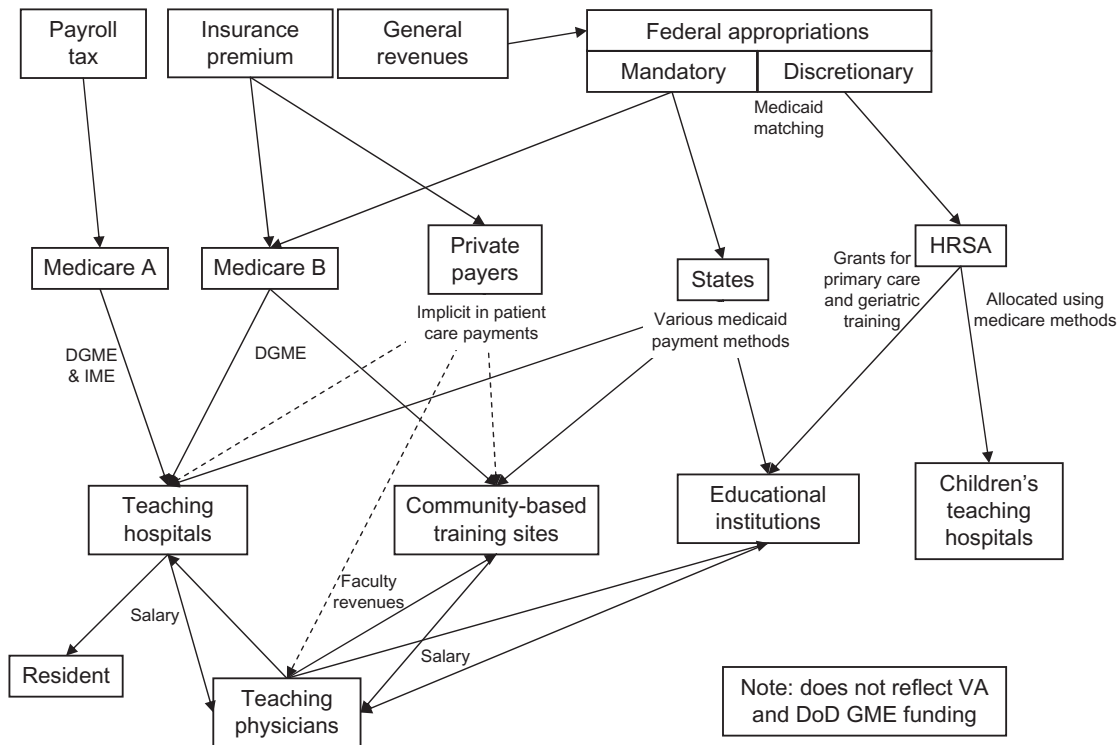 Payroll
tax
Insurance
premium
General
revenues
Federal appropriations
Mandatory
Discretionary
Medicaid
matching
Medicare A
Medicare B
Private
payers
States
HRSA
Grants for
primary care
and geriatric
training
Allocated using
medicare methods
Implicit in patient
care payments
Various medicaid
payment methods
DGME
& IME
DGME
Teaching
hospitals
Community-based
training sites
Educational
institutions
Children’s
teaching
hospitals
Salary
Faculty
revenues
Salary
Resident
Teaching
physicians
Note: does not reflect VA
and DoD GME funding